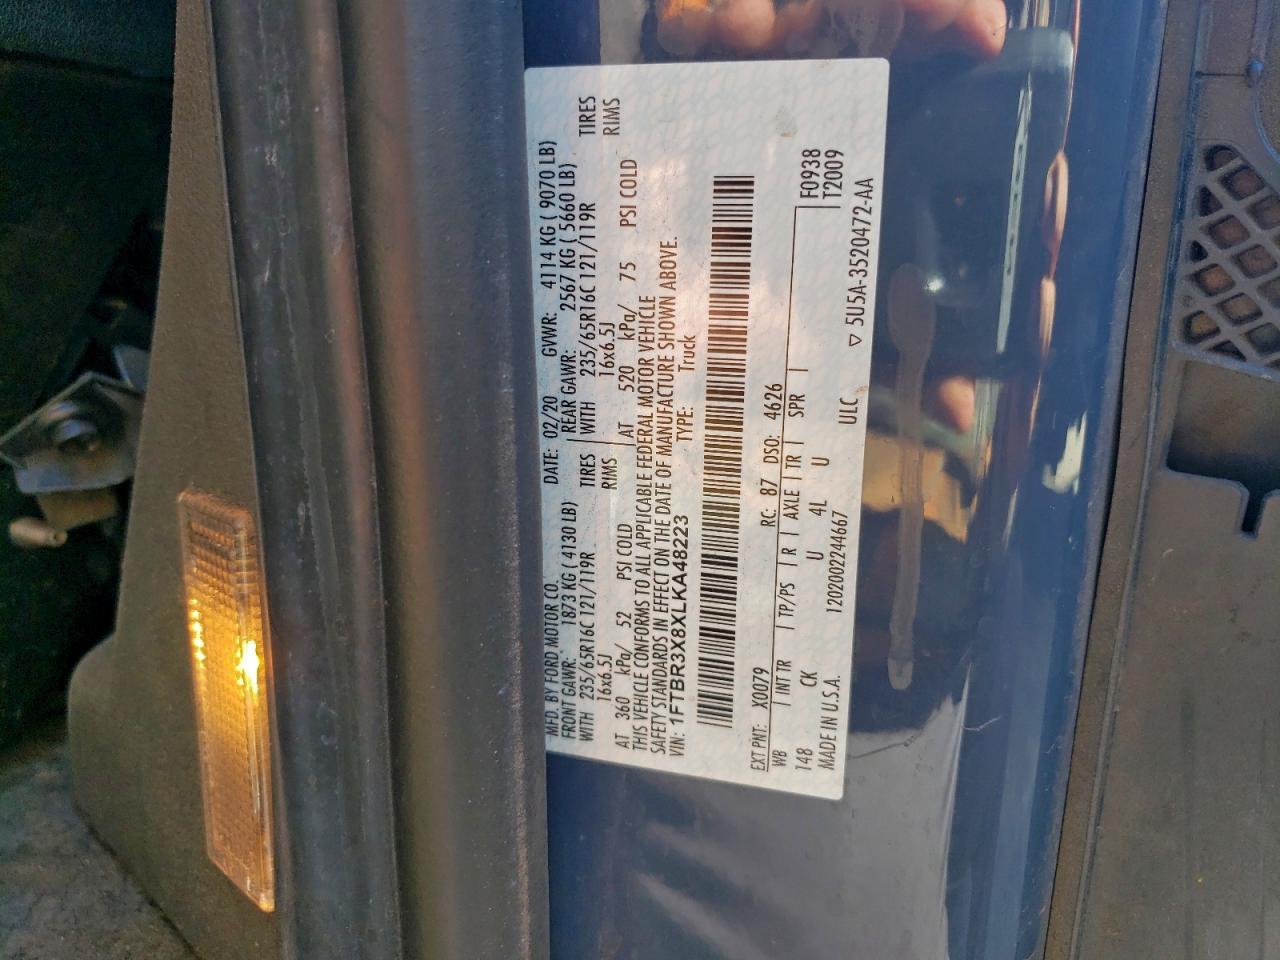 MFD. BY FORD MOTOR CO.
DATE: 02/20 GVWR: 4114 KG ( 9070 LB)
FRONT GAWR: 1873 KG ( 4130 LB) REAR GAWR: 2567 KG ( 5660 LB)
WITH 235/65R16C 121/119R TIRES WITH 235/65R16C 121/119R TIRES
16x6.5J RIMS 16x6.5J RIMS
AT 360 kPa/ 52 PSI COLD AT 520 kPa/ 75 PSI COLD
THIS VEHICLE CONFORMS TO ALL APPLICABLE FEDERAL MOTOR VEHICLE
SAFETY STANDARDS IN EFFECT ON THE DATE OF MANUFACTURE SHOWN ABOVE.
VIN: 1FTBR3X8XLKA48223 TYPE: Truck
EXT PNT: X0079 RC: 87 DSO: 4626
WB INT TR TP/PS R AXLE TR SPR F0938
148 CK U 4L U T2009
MADE IN U.S.A. 12020022446​67 ULC ▽ 5U5A-3520472-AA